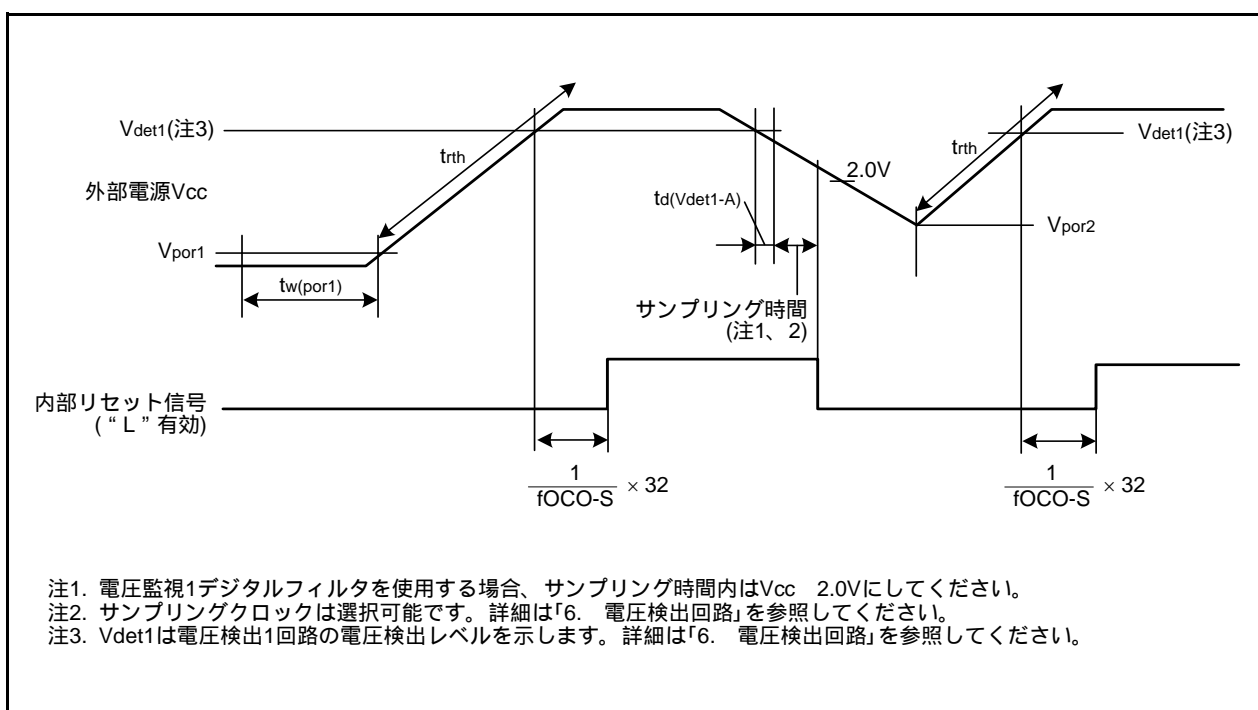 Vdet1(注3)
外部電源Vcc
Vpor1
tw(por1)
trth
td(Vdet1-A)
サンプリング時間
(注1、2)
2.0V
trth
Vdet1(注3)
Vpor2
内部リセット信号
(“L”有効)
1
fOCO-S × 32
1
fOCO-S × 32
注1. 電圧監視1デジタルフィルタを使用する場合、サンプリング時間内はVcc 2.0Vにしてください。
注2. サンプリングクロックは選択可能です。詳細は「6. 電圧検出回路」を参照してください。
注3. Vdet1は電圧検出1回路の電圧検出レベルを示します。詳細は「6. 電圧検出回路」を参照してください。